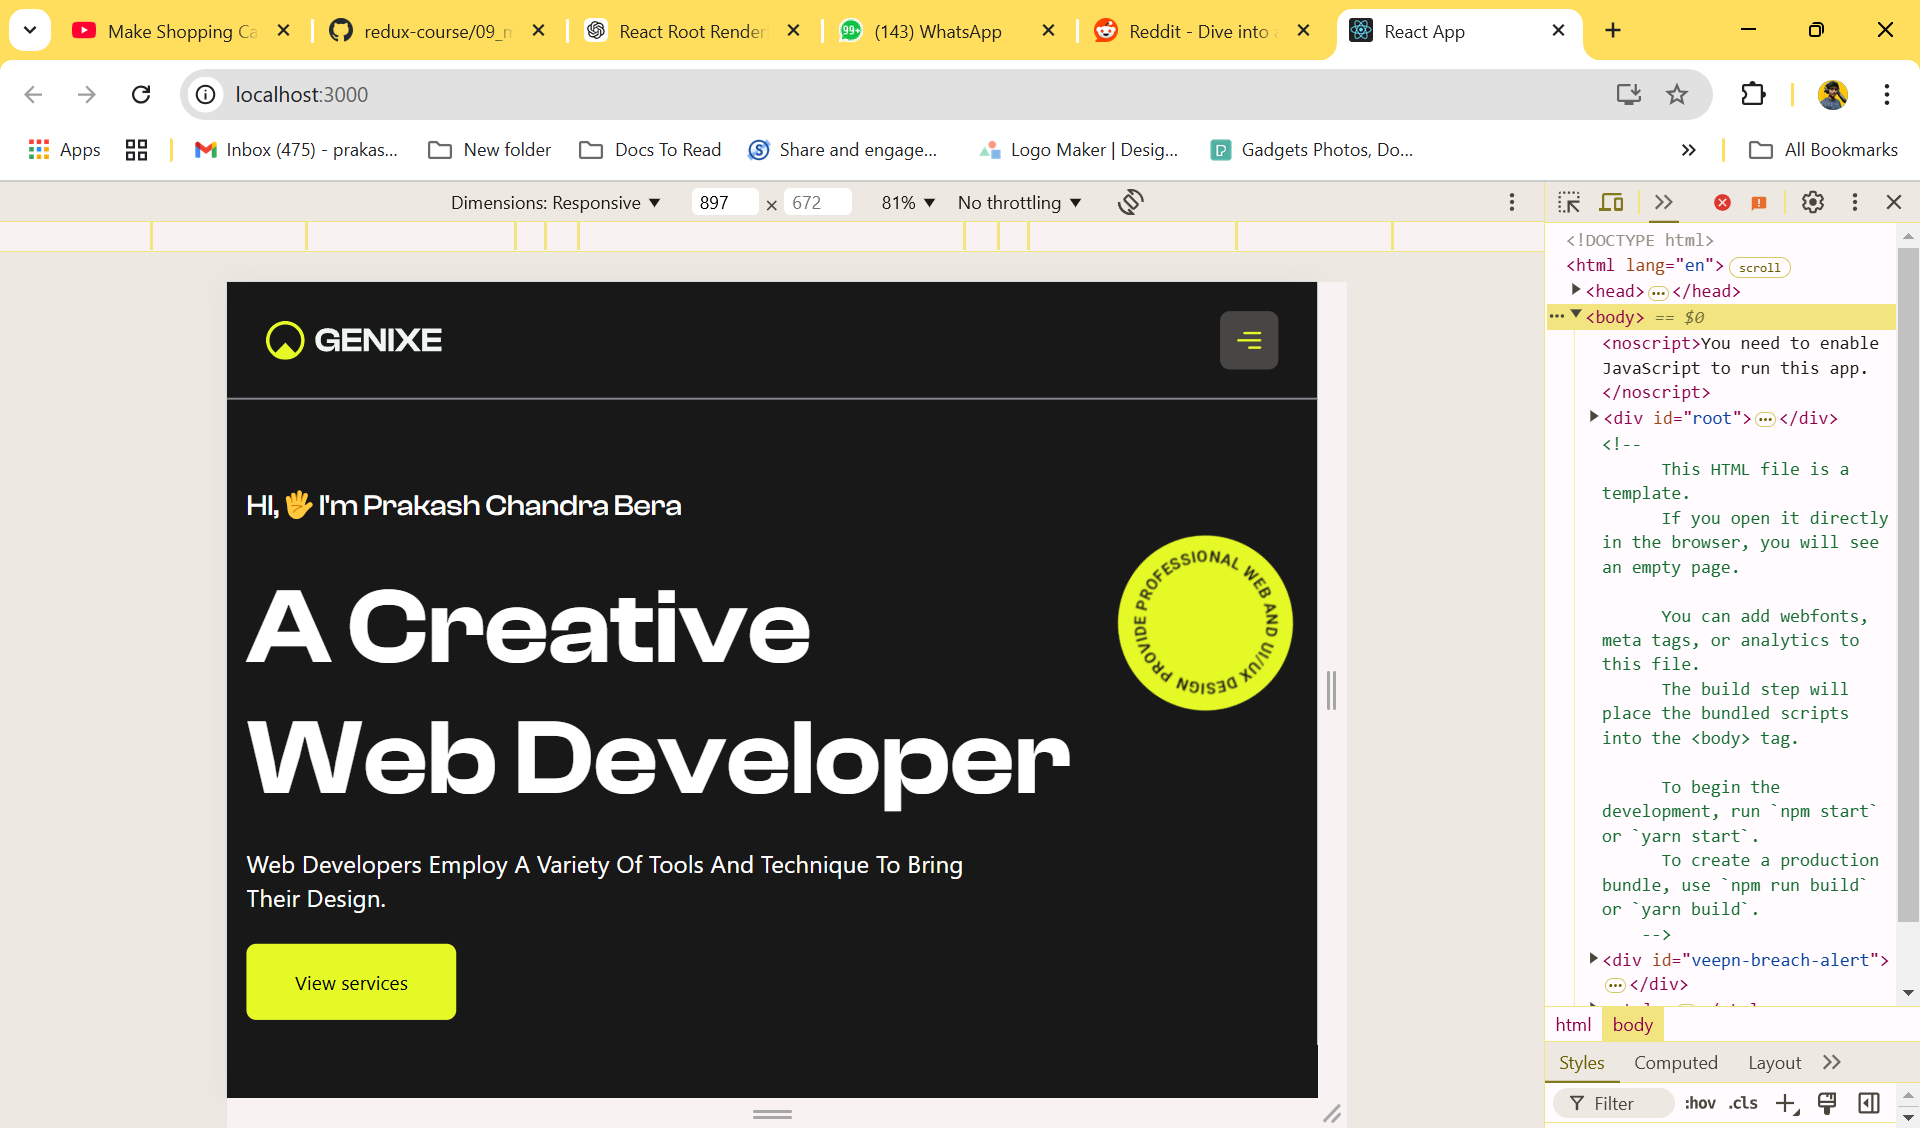 Make Shopping Ca
redux-course/09_m
React Root Render
(143) WhatsApp
Reddit - Dive into a
React App
localhost:3000
Apps
Inbox (475) - prakas...
New folder
Docs To Read
Share and engage...
Logo Maker | Desig...
Gadgets Photos, Do...
All Bookmarks
Dimensions: Responsive
897 × 672
81%
No throttling
GENIXE
HI, 🖐 I'm Prakash Chandra Bera
A Creative
Web Developer
PROVIDE PROFESSIONAL WEB AND UI/UX DESIGN
Web Developers Employ A Variety Of Tools And Technique To Bring
Their Design.
View services
<!DOCTYPE html>
<html lang="en"> scroll
<head>…</head>
<body> == $0
<noscript>You need to enable
JavaScript to run this app.
</noscript>
<div id="root">…</div>
<!--
This HTML file is a
template.
If you open it directly
in the browser, you will see
an empty page.
You can add webfonts,
meta tags, or analytics to
this file.
The build step will
place the bundled scripts
into the <body> tag.
To begin the
development, run `npm start`
or `yarn start`.
To create a production
bundle, use `npm run build`
or `yarn build`.
-->
<div id="veepn-breach-alert">
…</div>
html body
Styles Computed Layout
Filter :hov .cls